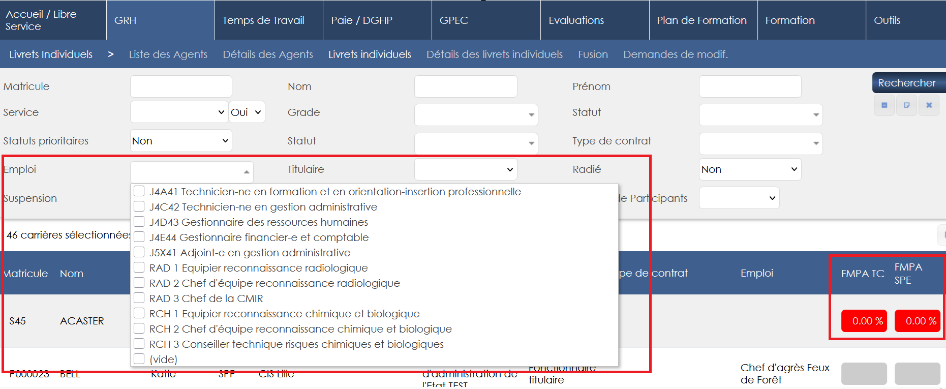 Accueil / Libre Service GRH Temps de Travail Paie / DGFIP GPEC Evaluations Plan de Formation Formation Outils
Livrets Individuels > Liste des Agents Détails des Agents Livrets individuels Détails des livrets individuels Fusion Demandes de modif.
Matricule Nom Prénom Rechercher
Service Oui Grade Statut
Statuts prioritaires Non Statut Type de contrat
Emploi Titulaire Radié Non
Suspension Participants
J4A41 Technicien-ne en formation et en orientation-insertion professionnelle
J4C42 Technicien-ne en gestion administrative
J4D43 Gestionnaire des ressources humaines
J4E44 Gestionnaire financier-e et comptable
J5X41 Adjoint-e en gestion administrative
RAD 1 Equipier reconnaissance radiologique
RAD 2 Chef d'équipe reconnaissance radiologique
RAD 3 Chef de la CMIR
RCH 1 Equipier reconnaissance chimique et biologique
RCH 2 Chef d'équipe reconnaissance chimique et biologique
RCH 3 Conseiller technique risques chimiques et biologiques
(vide)
46 carrières sélectionnées
Matricule Nom de contrat Emploi FMPA TC FMPA SPE
S45 ACASTER 0.00 % 0.00 %
P000023 BELL Katie SPF CIS Lille d'administration de l'Etat TEST Fonctionnaire titulaire Chef d'agrès Feux de Forêt